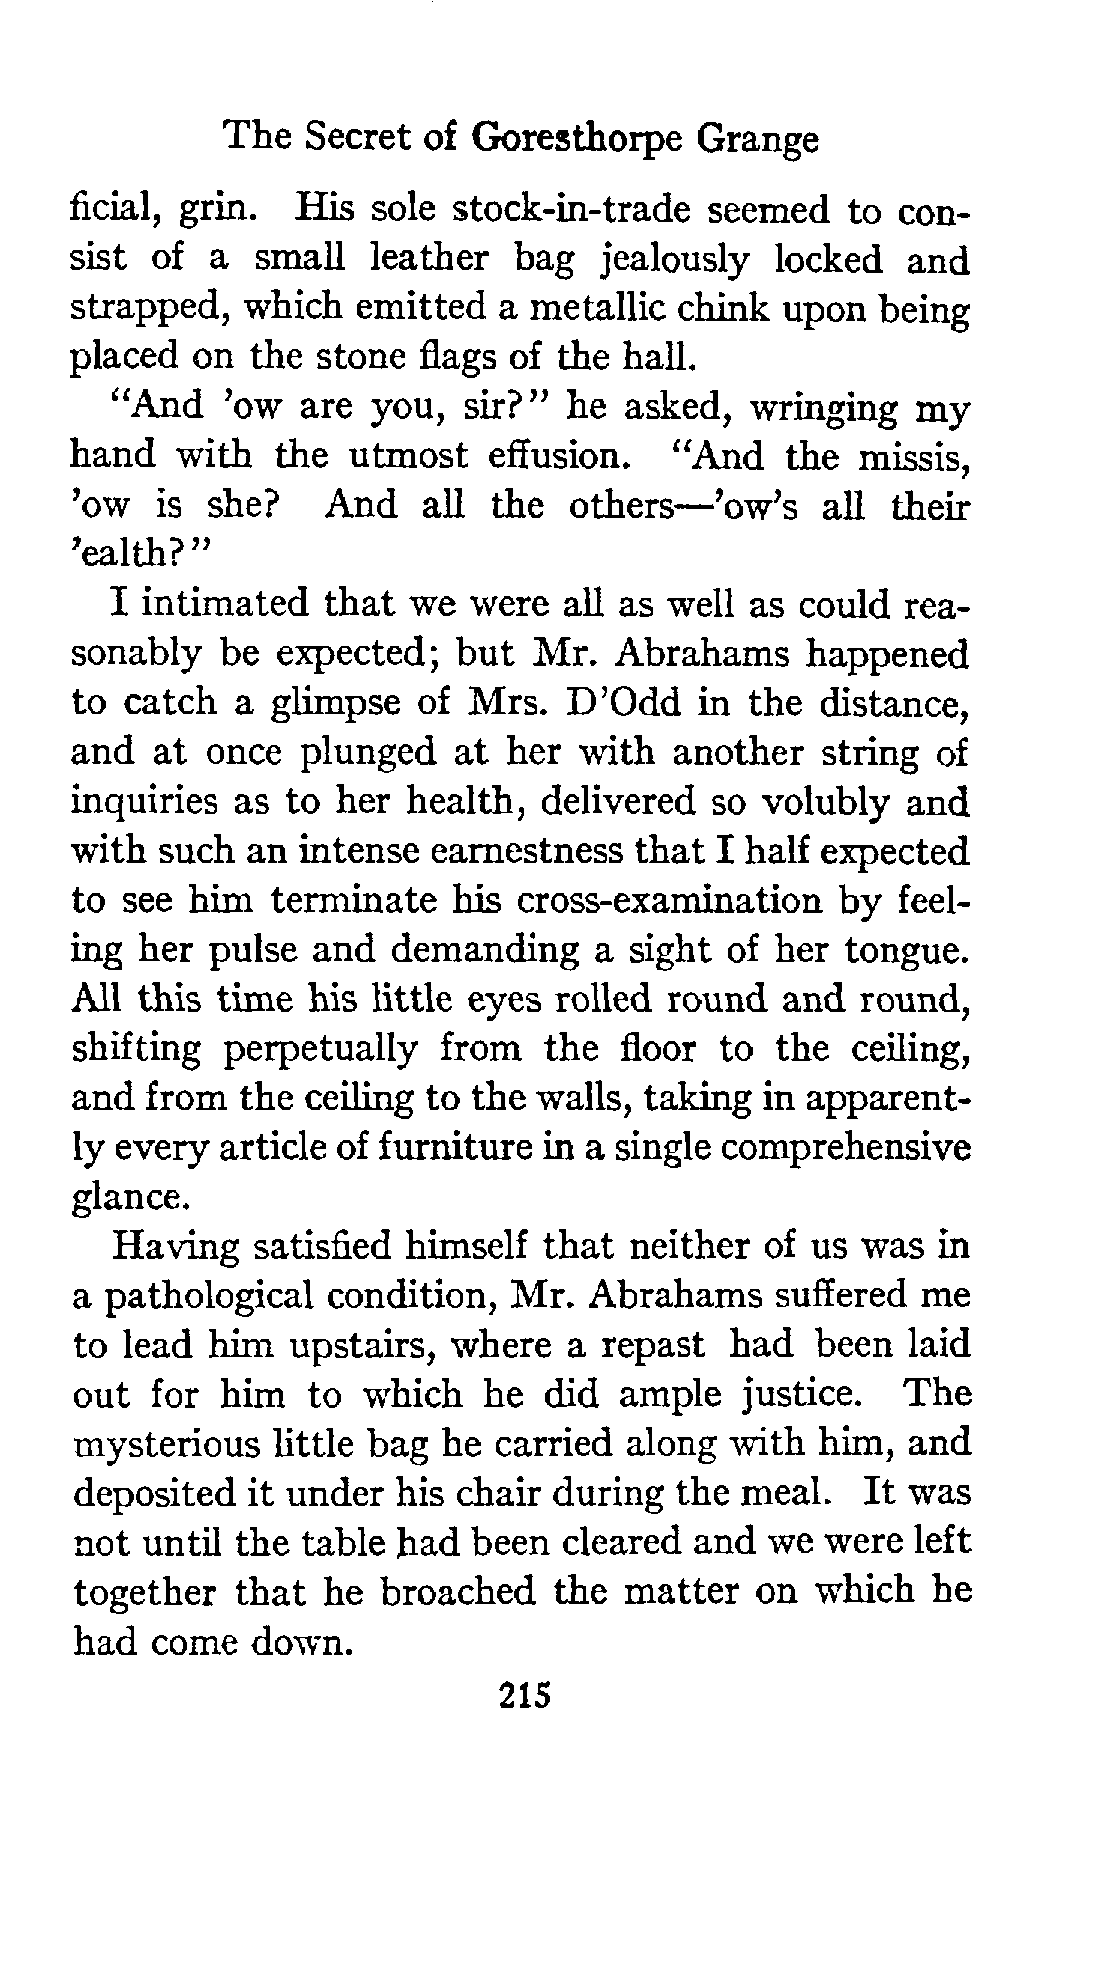 The Secret of Goresthorpe Grange
ficial, grin. His sole stock-in-trade seemed to con-
sist of a small leather bag jealously locked and
strapped, which emitted a metallic chink upon being
placed on the stone flags of the hall.
"And 'ow are you, sir?" he asked, wringing my
hand with the utmost effusion. "And the missis,
'ow is she? And all the others—'ow's all their
'ealth?"
I intimated that we were all as well as could rea-
sonably be expected; but Mr. Abrahams happened
to catch a glimpse of Mrs. D'Odd in the distance,
and at once plunged at her with another string of
inquiries as to her health, delivered so volubly and
with such an intense earnestness that I half expected
to see him terminate his cross-examination by feel-
ing her pulse and demanding a sight of her tongue.
All this time his little eyes rolled round and round,
shifting perpetually from the floor to the ceiling,
and from the ceiling to the walls, taking in apparent-
ly every article of furniture in a single comprehensive
glance.
Having satisfied himself that neither of us was in
a pathological condition, Mr. Abrahams suffered me
to lead him upstairs, where a repast had been laid
out for him to which he did ample justice. The
mysterious little bag he carried along with him, and
deposited it under his chair during the meal. It was
not until the table had been cleared and we were left
together that he broached the matter on which he
had come down.
215